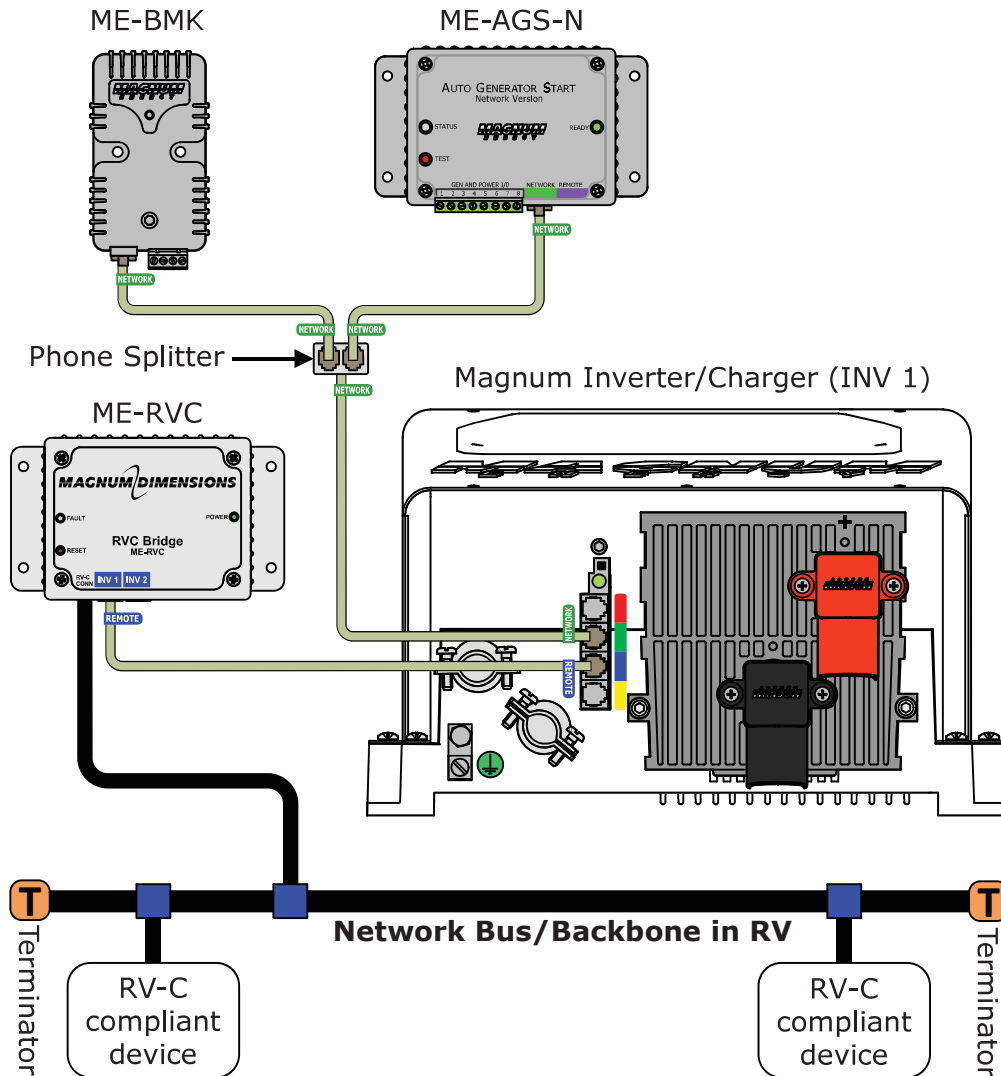 ME-BMK
ME-AGS-N
MAGNUM
AUTO GENERATOR START
Network Version
STATUS
MAGNUM
READY
TEST
GEN AND POWER I/O
NETWORK
REMOTE
1 2 3 4 5 6 7 8
NETWORK
NETWORK
NETWORK
NETWORK
Phone Splitter
NETWORK
Magnum Inverter/Charger (INV 1)
ME-RVC
MAGNUM DIMENSIONS
FAULT
POWER
RVC Bridge
ME-RVC
RESET
RV-C
CONN
INV 1
INV 2
REMOTE
NETWORK
REMOTE
+
T
T
Network Bus/Backbone in RV
Terminator
Terminator
RV-C
compliant
device
RV-C
compliant
device